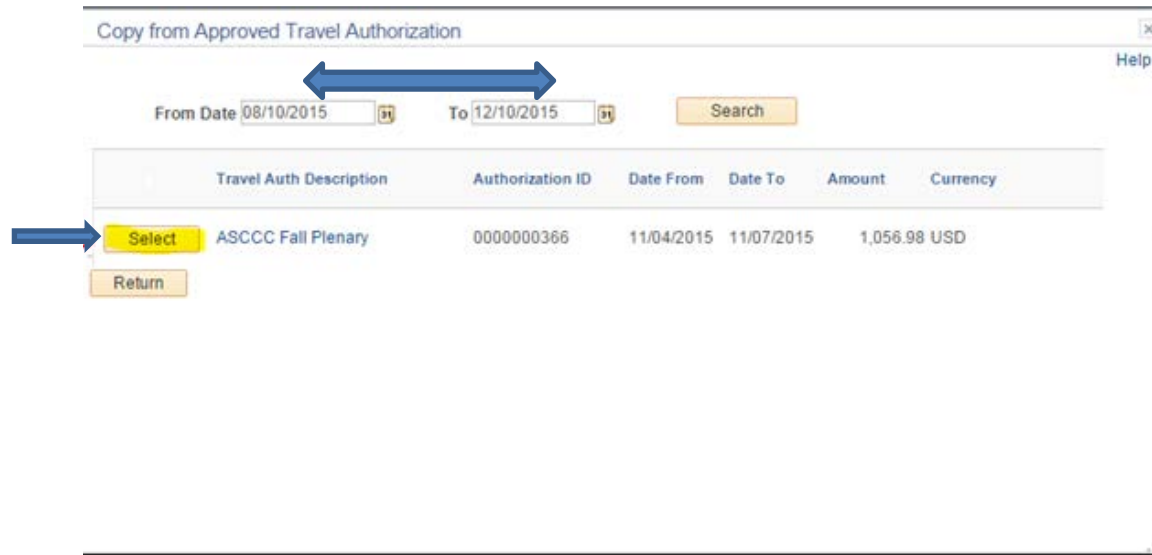 Copy from Approved Travel Authorization
Help
From Date 08/10/2015 To 12/10/2015 Search
Travel Auth Description Authorization ID Date From Date To Amount Currency
Select ASCCC Fall Plenary 0000000366 11/04/2015 11/07/2015 1,056.98 USD
Return